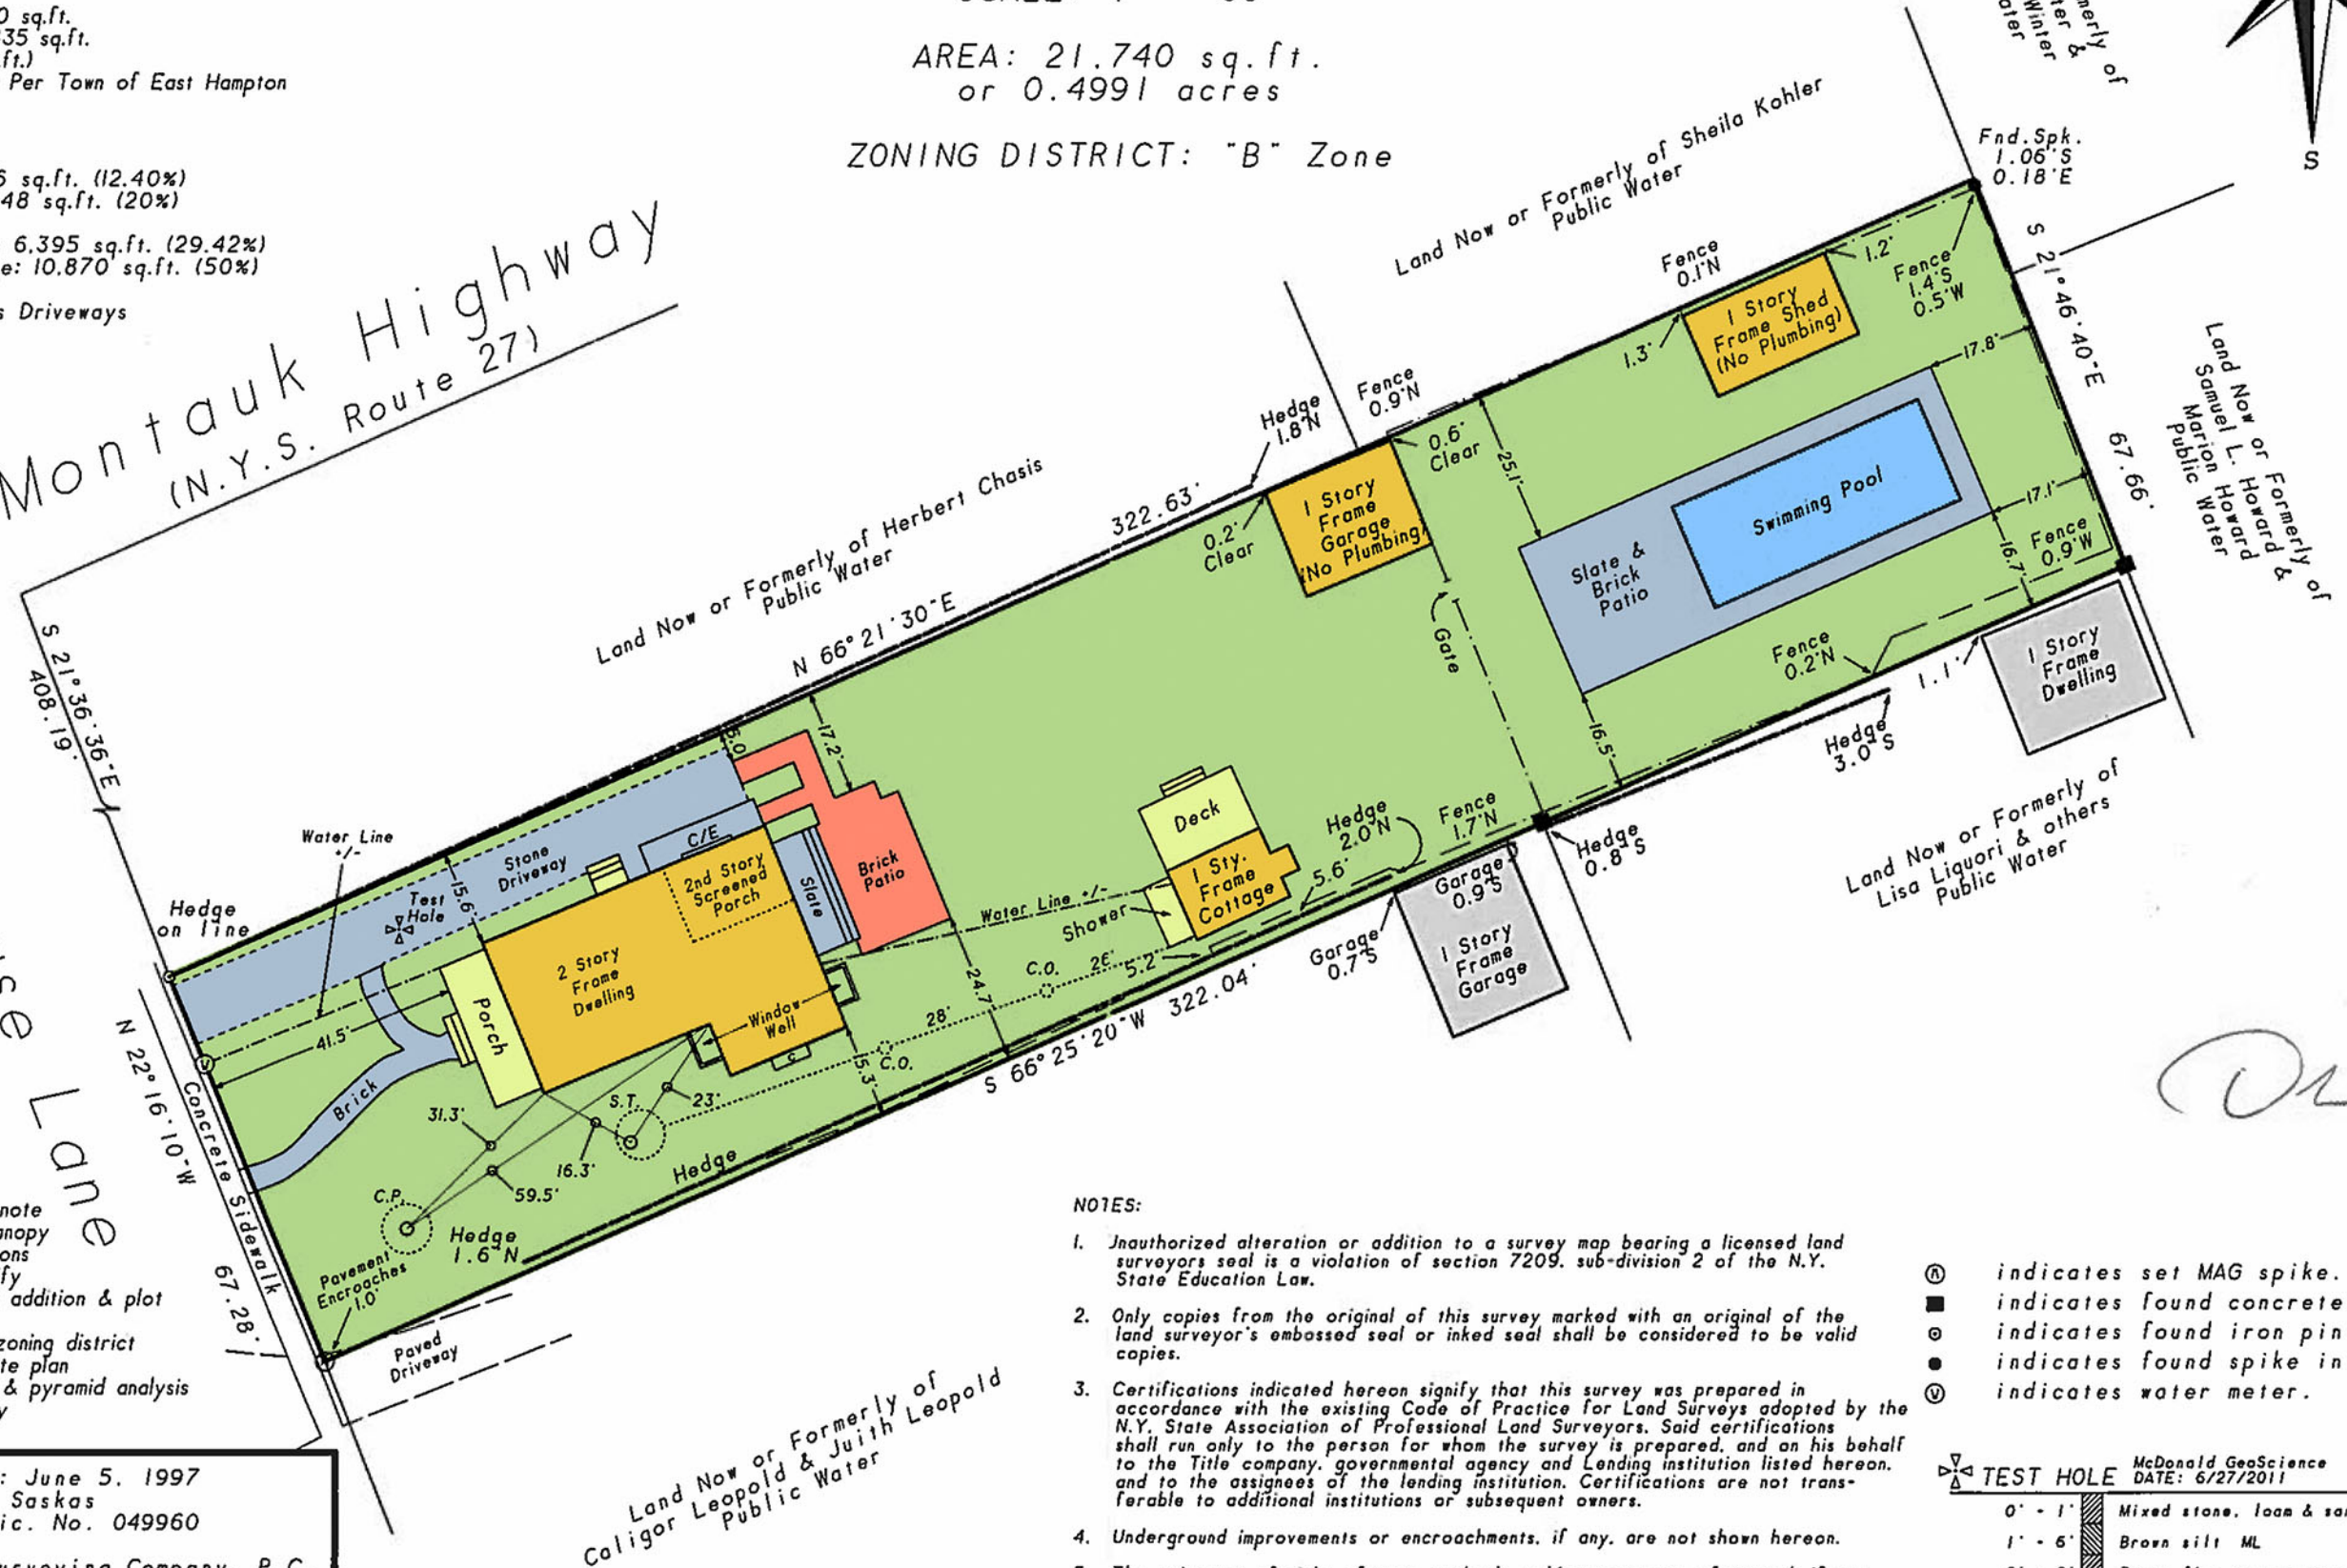 0 sq.ft.
35 sq.ft.
ft.)
Per Town of East Hampton
6 sq.ft. (12.40%)
48 sq.ft. (20%)
6,395 sq.ft. (29.42%)
e: 10,870 sq.ft. (50%)
s Driveways
AREA: 21,740 sq.ft.
or 0.4991 acres
ZONING DISTRICT: "B" Zone
Montauk Highway
(N.Y.S. Route 27)
S 21°36'36"E
408.19'
Land Now or Formerly of Sheila Kohler
Public Water
Fnd.Spk.
1.06'S
0.18'E
S
S 21°46'40"E
67.66'
Land Now or Formerly of
Samuel L. Howard &
Marion Howard
Public Water
Fence
0.1'N
1.2'
Fence
1.4'S
0.5'W
1 Story
Frame Shed
(No Plumbing)
1.3'
17.8'
Hedge
1.8'N
Fence
0.9'N
0.6'
Clear
25.1'
1 Story
Frame
Garage
(No Plumbing)
0.2'
Clear
Swimming Pool
Slate &
Brick
Patio
17.1'
16.7'
Fence
0.9'W
Gate
Fence
0.2'N
1.1'
1 Story
Frame
Dwelling
16.5'
Hedge
3.0'S
Land Now or Formerly of Herbert Chasis
Public Water
322.63'
N 66°21'30"E
5.0'
17.2'
Water Line
+/-
Hedge
on line
Test
Hole
Stone
Driveway
15.6'
C/E
2nd Story
Screened
Porch
Slate
Brick
Patio
2 Story
Frame
Dwelling
Porch
41.5'
Brick
Window
Well
c
Deck
1 Sty.
Frame
Cottage
Water Line +/-
Shower
Hedge
2.0'N
5.6'
Fence
1.7'N
Garage
0.9'S
1 Story
Frame
Garage
Hedge
0.8'S
Garage
0.7'S
5.2'
26'
C.O.
24.7'
28'
C.O.
5.3'
S 66°25'20"W 322.04'
Land Now or Formerly of
Lisa Liquori & others
Public Water
31.3'
S.T.
23'
16.3'
59.5'
C.P.
Hedge
Hedge
1.6'N
Pavement
Encroaches
1.0'
Paved
Driveway
Concrete Sidewalk
N 22°16'10"W
67.28'
se Lane
Land Now or Formerly of
Caligor Leopold & Juith Leopold
Public Water
note
anopy
ons
fy
addition & plot
zoning district
te plan
& pyramid analysis
y
: June 5, 1997
Saskas
ic. No. 049960
urveying Company, P.C.
NOTES:
1. Unauthorized alteration or addition to a survey map bearing a licensed land
surveyors seal is a violation of section 7209, sub-division 2 of the N.Y.
State Education Law.
2. Only copies from the original of this survey marked with an original of the
land surveyor's embossed seal or inked seal shall be considered to be valid
copies.
3. Certifications indicated hereon signify that this survey was prepared in
accordance with the existing Code of Practice for Land Surveys adopted by the
N.Y. State Association of Professional Land Surveyors. Said certifications
shall run only to the person for whom the survey is prepared, and on his behalf
to the Title company, governmental agency and Lending institution listed hereon,
and to the assignees of the lending institution. Certifications are not trans-
ferable to additional institutions or subsequent owners.
4. Underground improvements or encroachments, if any, are not shown hereon.
indicates set MAG spike.
indicates found concrete
indicates found iron pin
indicates found spike in
indicates water meter.
TEST HOLE
McDonald GeoScience
DATE: 6/27/2011
0' - 1' Mixed stone, loam & sa
1' - 6' Brown silt ML